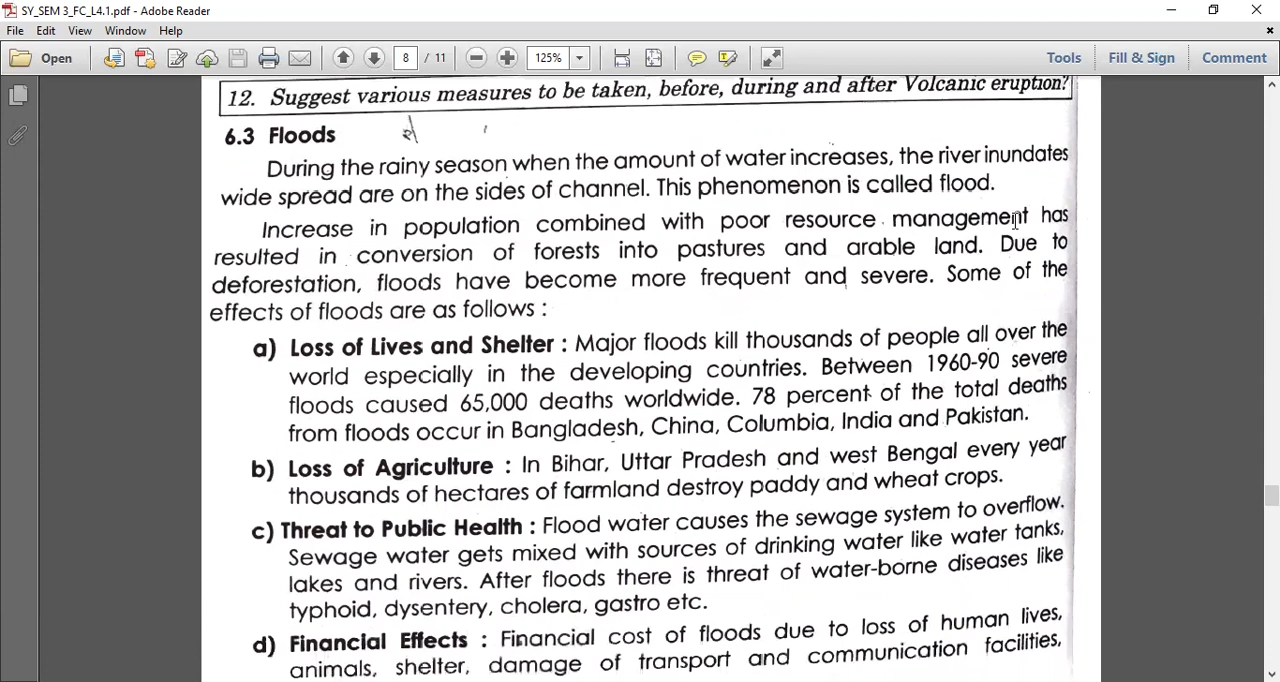 SY_SEM 3_FC_L4.1.pdf - Adobe Reader
File Edit View Window Help
Open 8 / 11 125% Tools Fill & Sign Comment
12. Suggest various measures to be taken, before, during and after Volcanic eruption?
6.3 Floods
During the rainy season when the amount of water increases, the river inundates
wide spread are on the sides of channel. This phenomenon is called flood.
Increase in population combined with poor resource management has
resulted in conversion of forests into pastures and arable land. Due to
deforestation, floods have become more frequent and severe. Some of the
effects of floods are as follows :
a) Loss of Lives and Shelter : Major floods kill thousands of people all over the
world especially in the developing countries. Between 1960-90 severe
floods caused 65,000 deaths worldwide. 78 percent of the total deaths
from floods occur in Bangladesh, China, Columbia, India and Pakistan.
b) Loss of Agriculture : In Bihar, Uttar Pradesh and west Bengal every year
thousands of hectares of farmland destroy paddy and wheat crops.
c) Threat to Public Health : Flood water causes the sewage system to overflow.
Sewage water gets mixed with sources of drinking water like water tanks,
lakes and rivers. After floods there is threat of water-borne diseases like
typhoid, dysentery, cholera, gastro etc.
d) Financial Effects : Financial cost of floods due to loss of human lives,
animals, shelter, damage of transport and communication facilities,